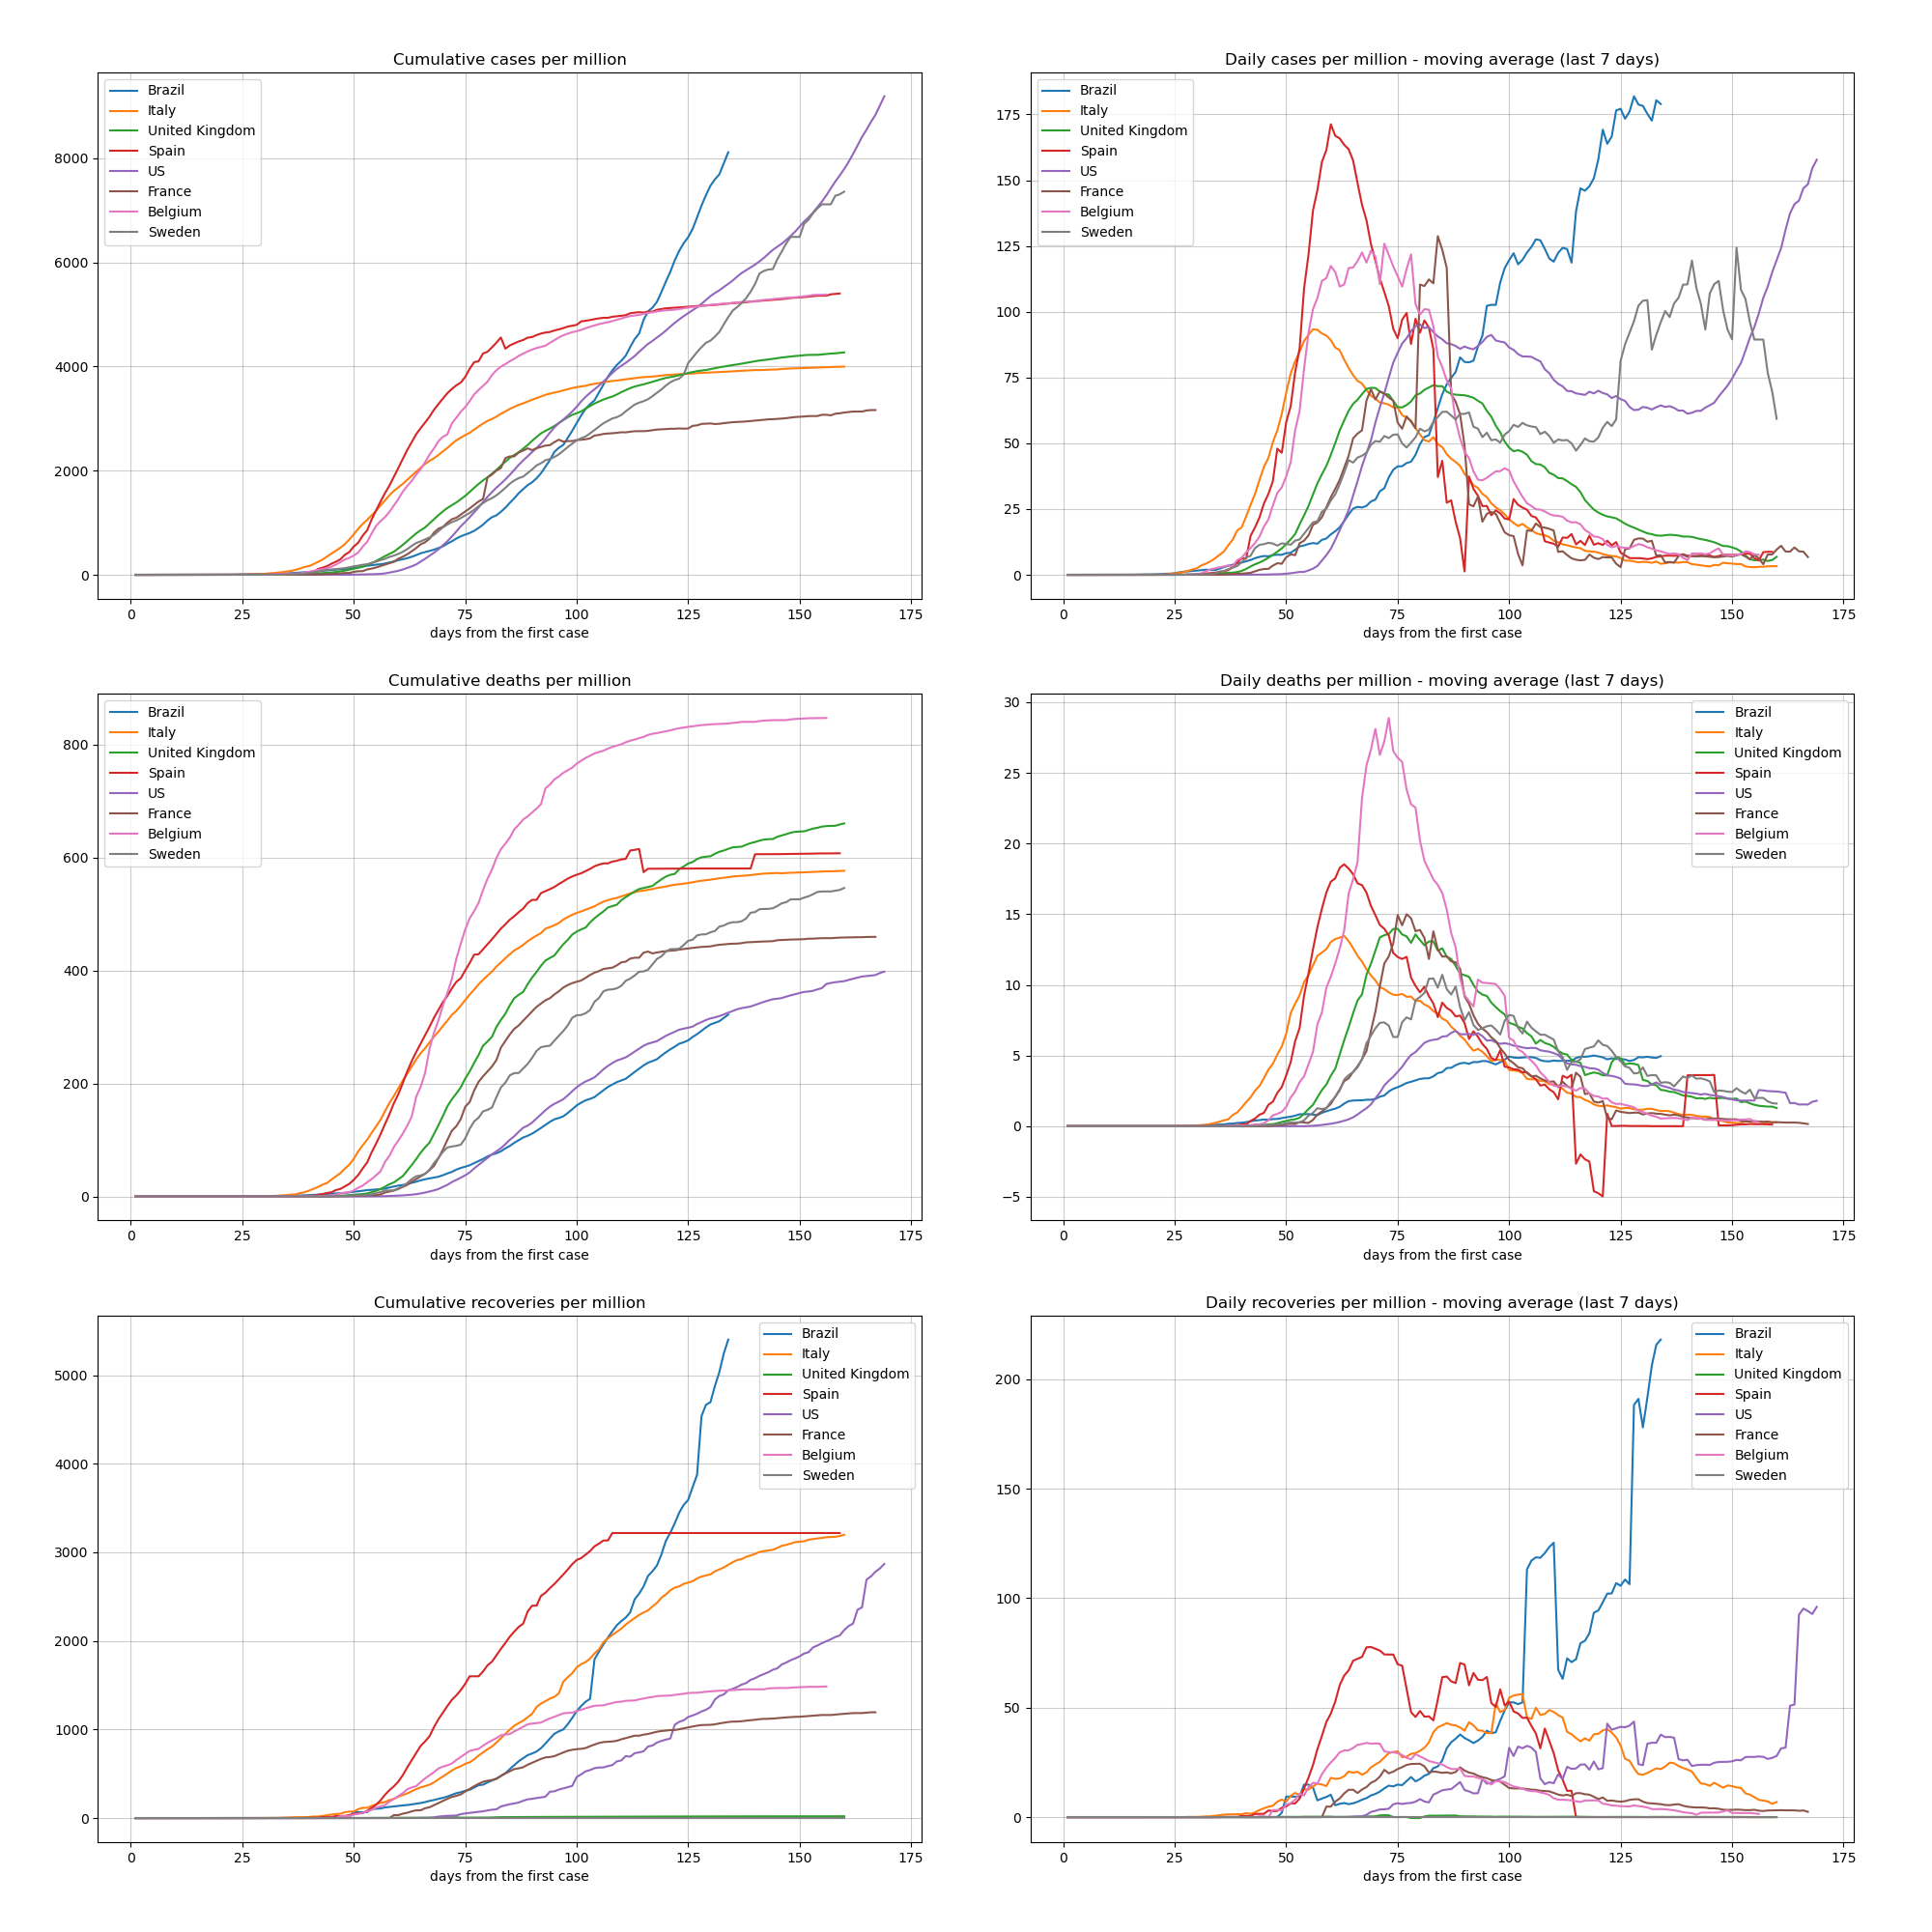 Cumulative cases per million
Brazil
Italy
United Kingdom
Spain
US
France
Belgium
Sweden
8000
6000
4000
2000
0
0 25 50 75 100 125 150 175
days from the first case
Daily cases per million - moving average (last 7 days)
Brazil
Italy
United Kingdom
Spain
US
France
Belgium
Sweden
175
150
125
100
75
50
25
0
0 25 50 75 100 125 150 175
days from the first case
Cumulative deaths per million
Brazil
Italy
United Kingdom
Spain
US
France
Belgium
Sweden
800
600
400
200
0
0 25 50 75 100 125 150 175
days from the first case
Daily deaths per million - moving average (last 7 days)
Brazil
Italy
United Kingdom
Spain
US
France
Belgium
Sweden
30
25
20
15
10
5
0
−5
0 25 50 75 100 125 150 175
days from the first case
Cumulative recoveries per million
Brazil
Italy
United Kingdom
Spain
US
France
Belgium
Sweden
5000
4000
3000
2000
1000
0
0 25 50 75 100 125 150 175
days from the first case
Daily recoveries per million - moving average (last 7 days)
Brazil
Italy
United Kingdom
Spain
US
France
Belgium
Sweden
200
150
100
50
0
0 25 50 75 100 125 150 175
days from the first case